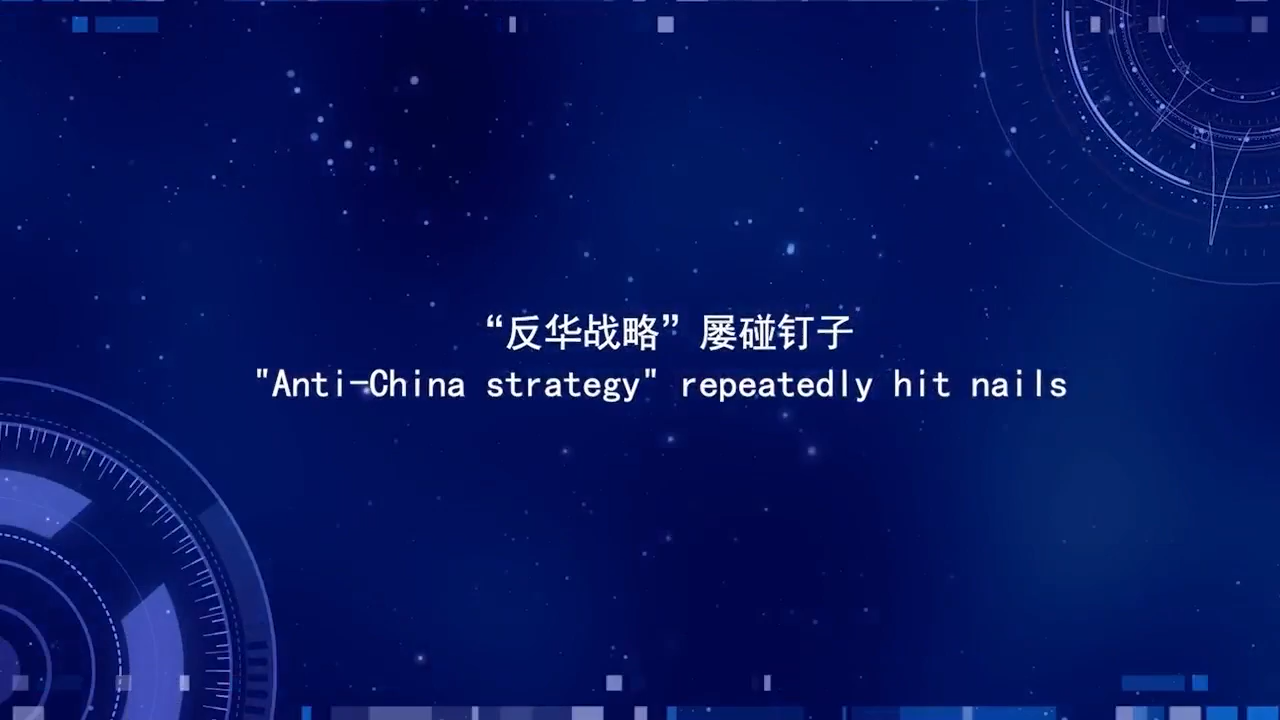 “反华战略”屡碰钉子
"Anti-China strategy" repeatedly hit nails